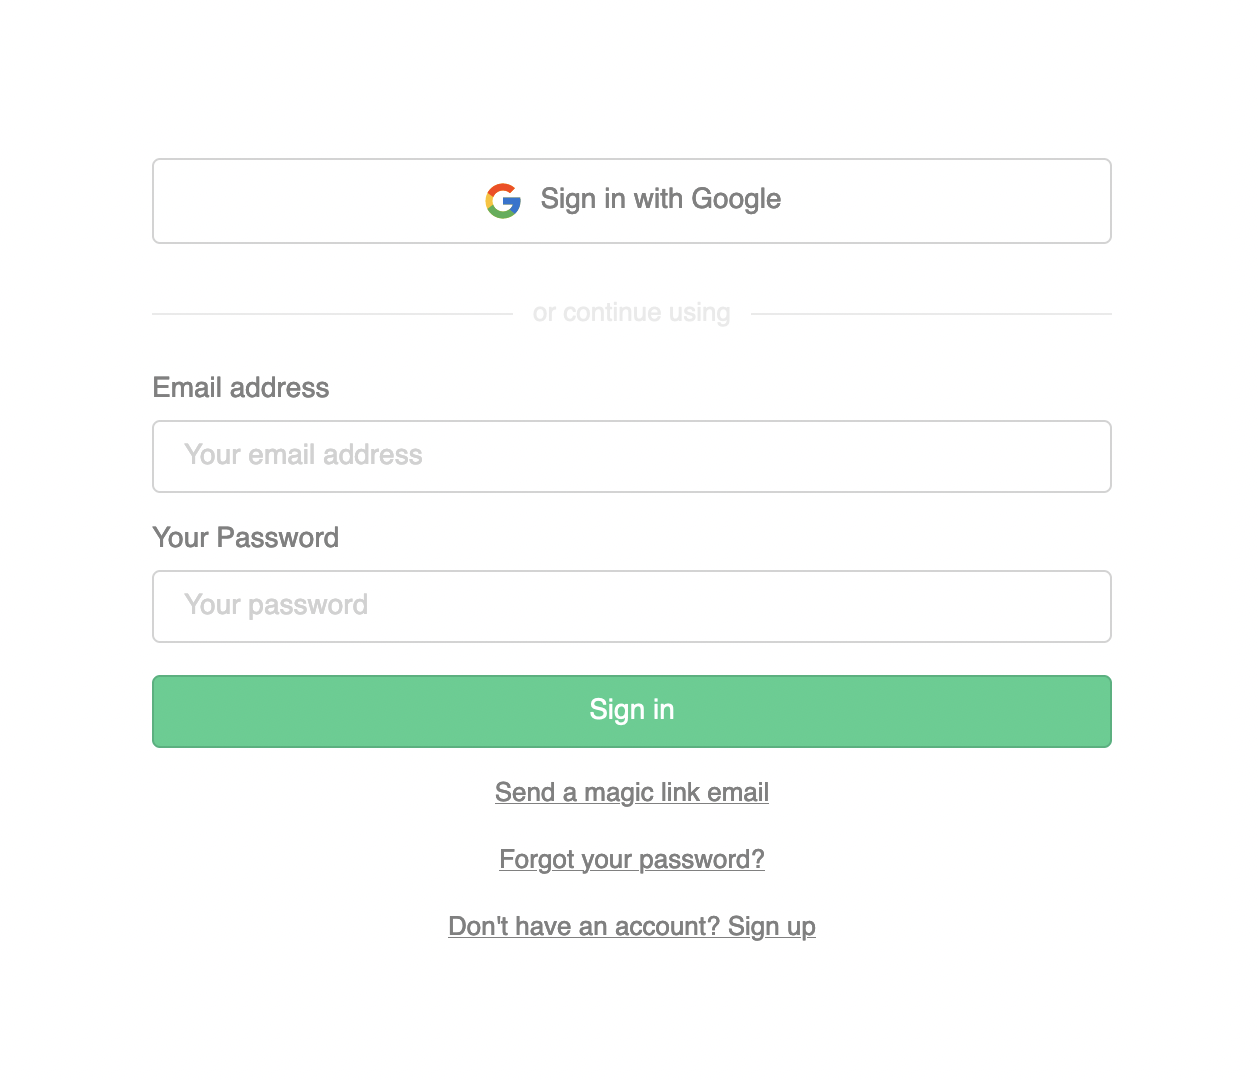 Sign in with Google
or continue using
Email address
Your email address
Your Password
Your password
Sign in
Send a magic link email
Forgot your password?
Don't have an account? Sign up